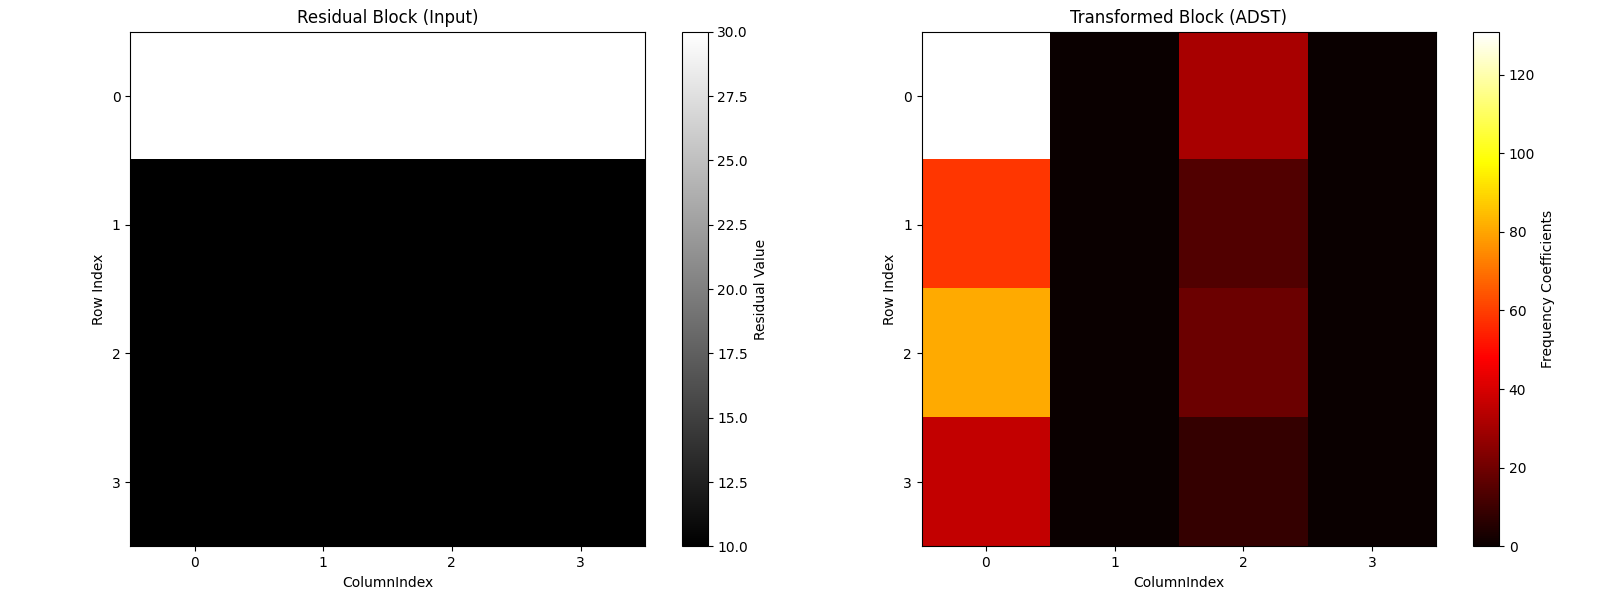 Residual Block (Input)
0
1
2
3
Row Index
0 1 2 3
ColumnIndex
30.0
27.5
25.0
22.5
20.0
17.5
15.0
12.5
10.0
Residual Value
Transformed Block (ADST)
0
1
2
3
Row Index
0 1 2 3
ColumnIndex
120
100
80
60
40
20
0
Frequency Coefficients